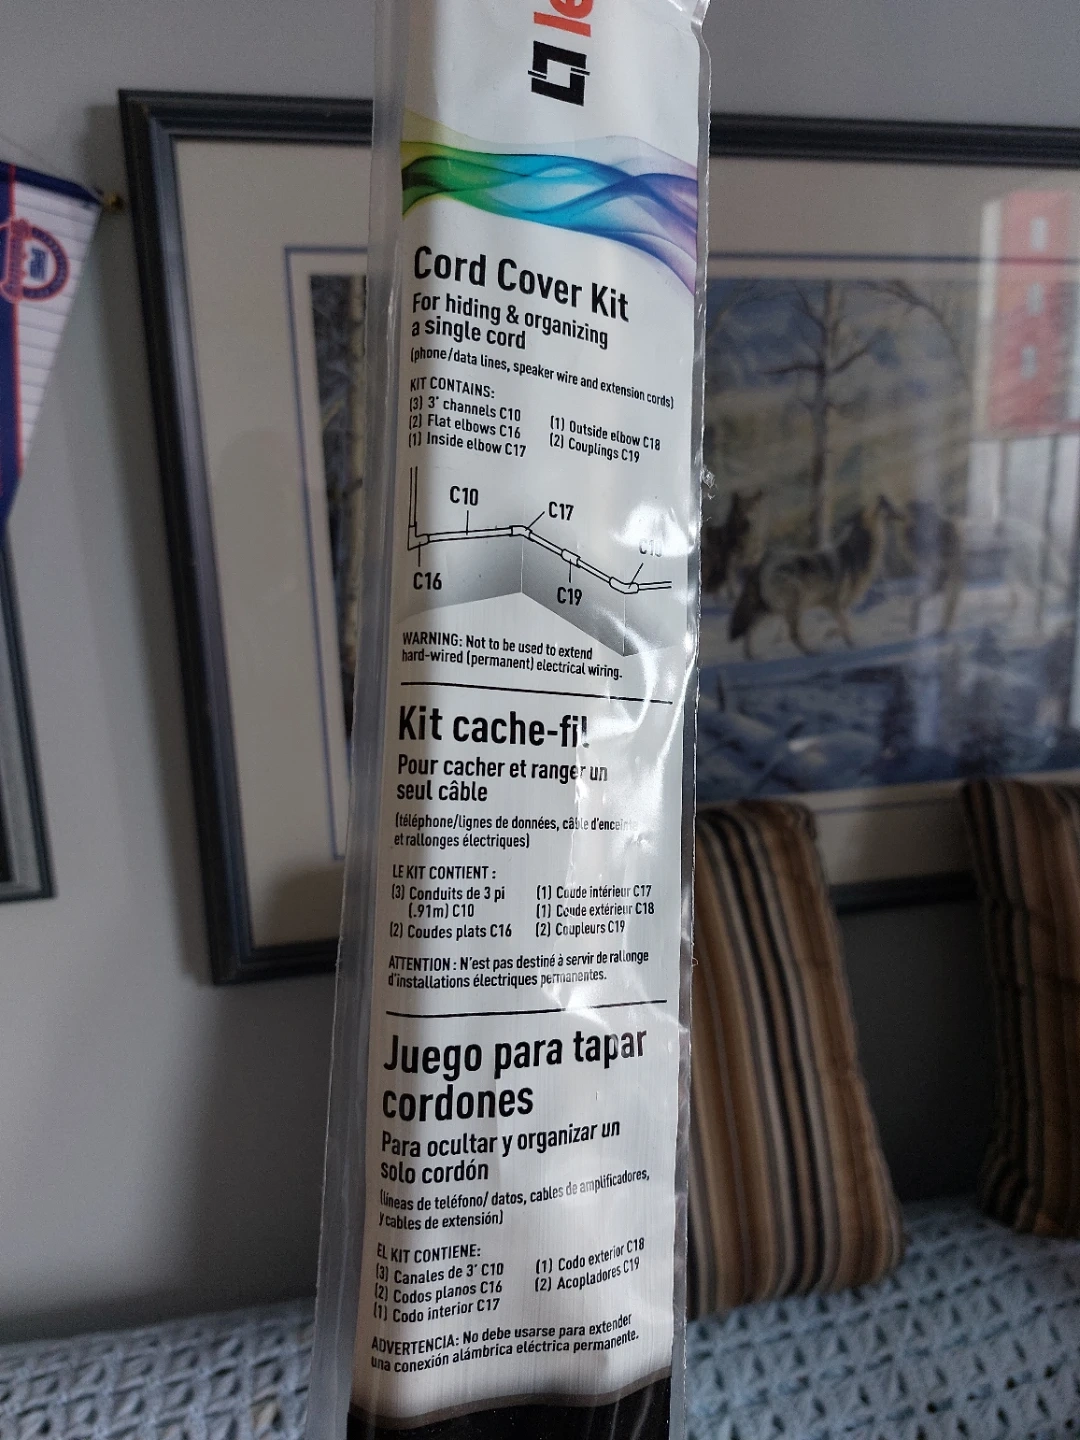 le
Cord Cover Kit
For hiding & organizing
a single cord
(phone/data lines, speaker wire and extension cords)
KIT CONTAINS:
(3) 3' channels C10
(2) Flat elbows C16
(1) Inside elbow C17
(1) Outside elbow C18
(2) Couplings C19
C10
C17
C16
C19
WARNING: Not to be used to extend
hard-wired (permanent) electrical wiring.
Kit cache-fil
Pour cacher et ranger un
seul câble
(téléphone/lignes de données, câble d'enceinte
et rallonges électriques)
LE KIT CONTIENT :
(3) Conduits de 3 pi
(.91m) C10
(2) Coudes plats C16
(1) Coude intérieur C17
(1) Coude extérieur C18
(2) Coupleurs C19
ATTENTION : N'est pas destiné à servir de rallonge
d'installations électriques permanentes.
Juego para tapar
cordones
Para ocultar y organizar un
solo cordón
(líneas de teléfono/ datos, cables de amplificadores,
y cables de extensión)
EL KIT CONTIENE:
(3) Canales de 3' C10
(2) Codos planos C16
(1) Codo interior C17
(1) Codo exterior C18
(2) Acopladores C19
ADVERTENCIA: No debe usarse para extender
una conexión alámbrica eléctrica permanente.